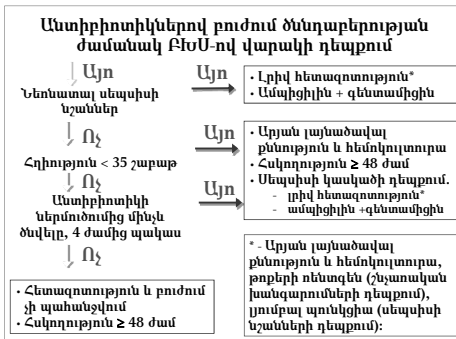 Անտիբիոտիկներով բուժում ծննդաբերության
ժամանակ ԲԽՍ-ով վարակի դեպքում
Այո
Այո
Նեոնատալ սեպսիսի
նշաններ
• Լրիվ հետազոտություն*
• Ամպիցիլին + գենտամիցին
Ոչ
Այո
Հղիություն < 35 շաբաթ
• Արյան լայնածավալ
քննություն և հեմոկուլտուրա
• Հսկողություն ≥ 48 ժամ
• Սեպսիսի կասկածի դեպքում.
- լրիվ հետազոտություն*
- ամպիցիլին +գենտամիցին
Ոչ
Այո
Անտիբիոտիկի
ներմուծումից մինչև
ծնվելը, 4 ժամից պակաս
Ոչ
• Հետազոտություն և բուժում
չի պահանջվում
• Հսկողություն ≥ 48 ժամ
* - Արյան լայնածավալ
քննություն և հեմոկուլտուրա,
թոքերի ռենտգեն (շնչառական
խանգարումների դեպքում),
լյումբալ պունկցիա (սեպսիսի
նշանների դեպքում):